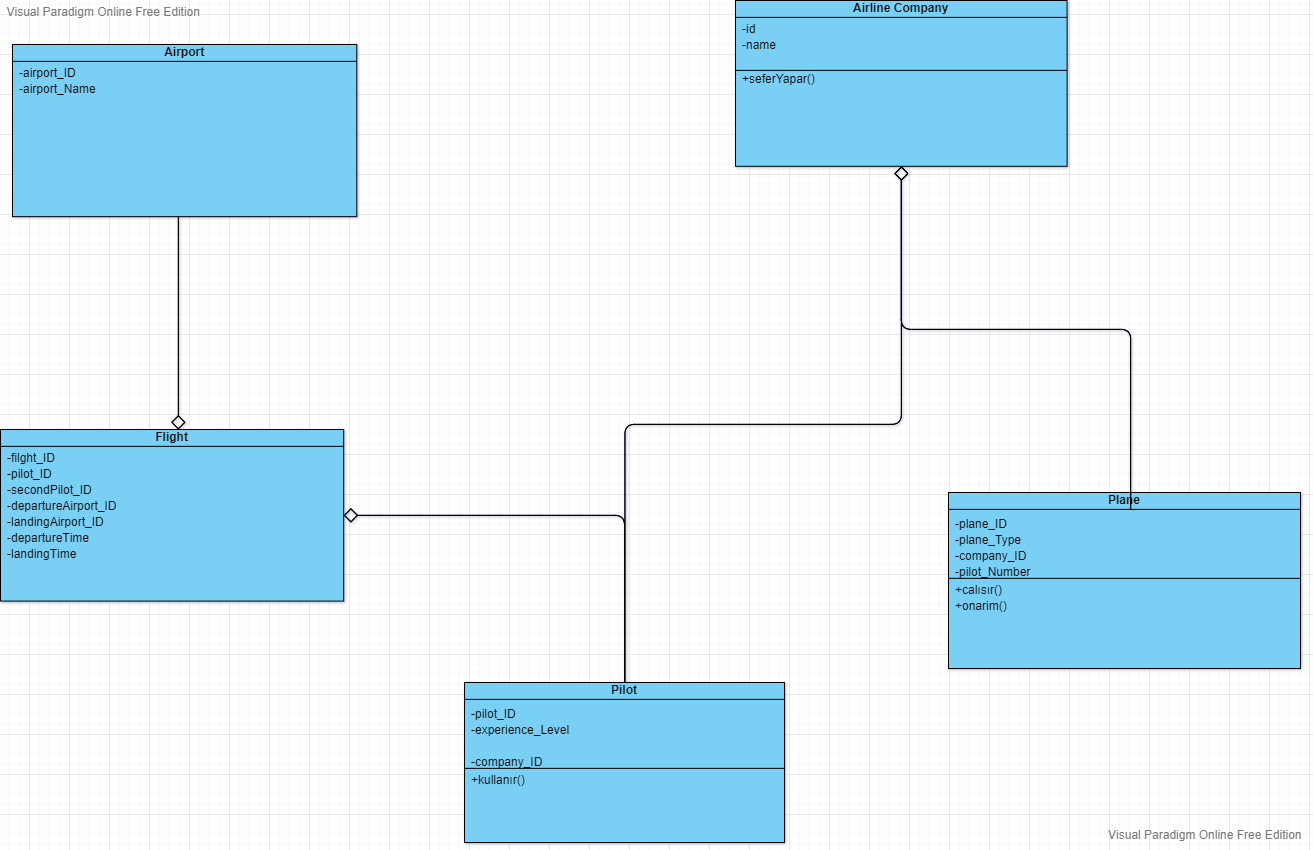 Visual Paradigm Online Free Edition
Airline Company
-id
-name
+seferYapar()
Airport
-airport_ID
-airport_Name
Flight
-filght_ID
-pilot_ID
-secondPilot_ID
-departureAirport_ID
-landingAirport_ID
-departureTime
-landingTime
Plane
-plane_ID
-plane_Type
-company_ID
-pilot_Number
+calısır()
+onarim()
Pilot
-pilot_ID
-experience_Level
-company_ID
+kullanır()
Visual Paradigm Online Free Edition